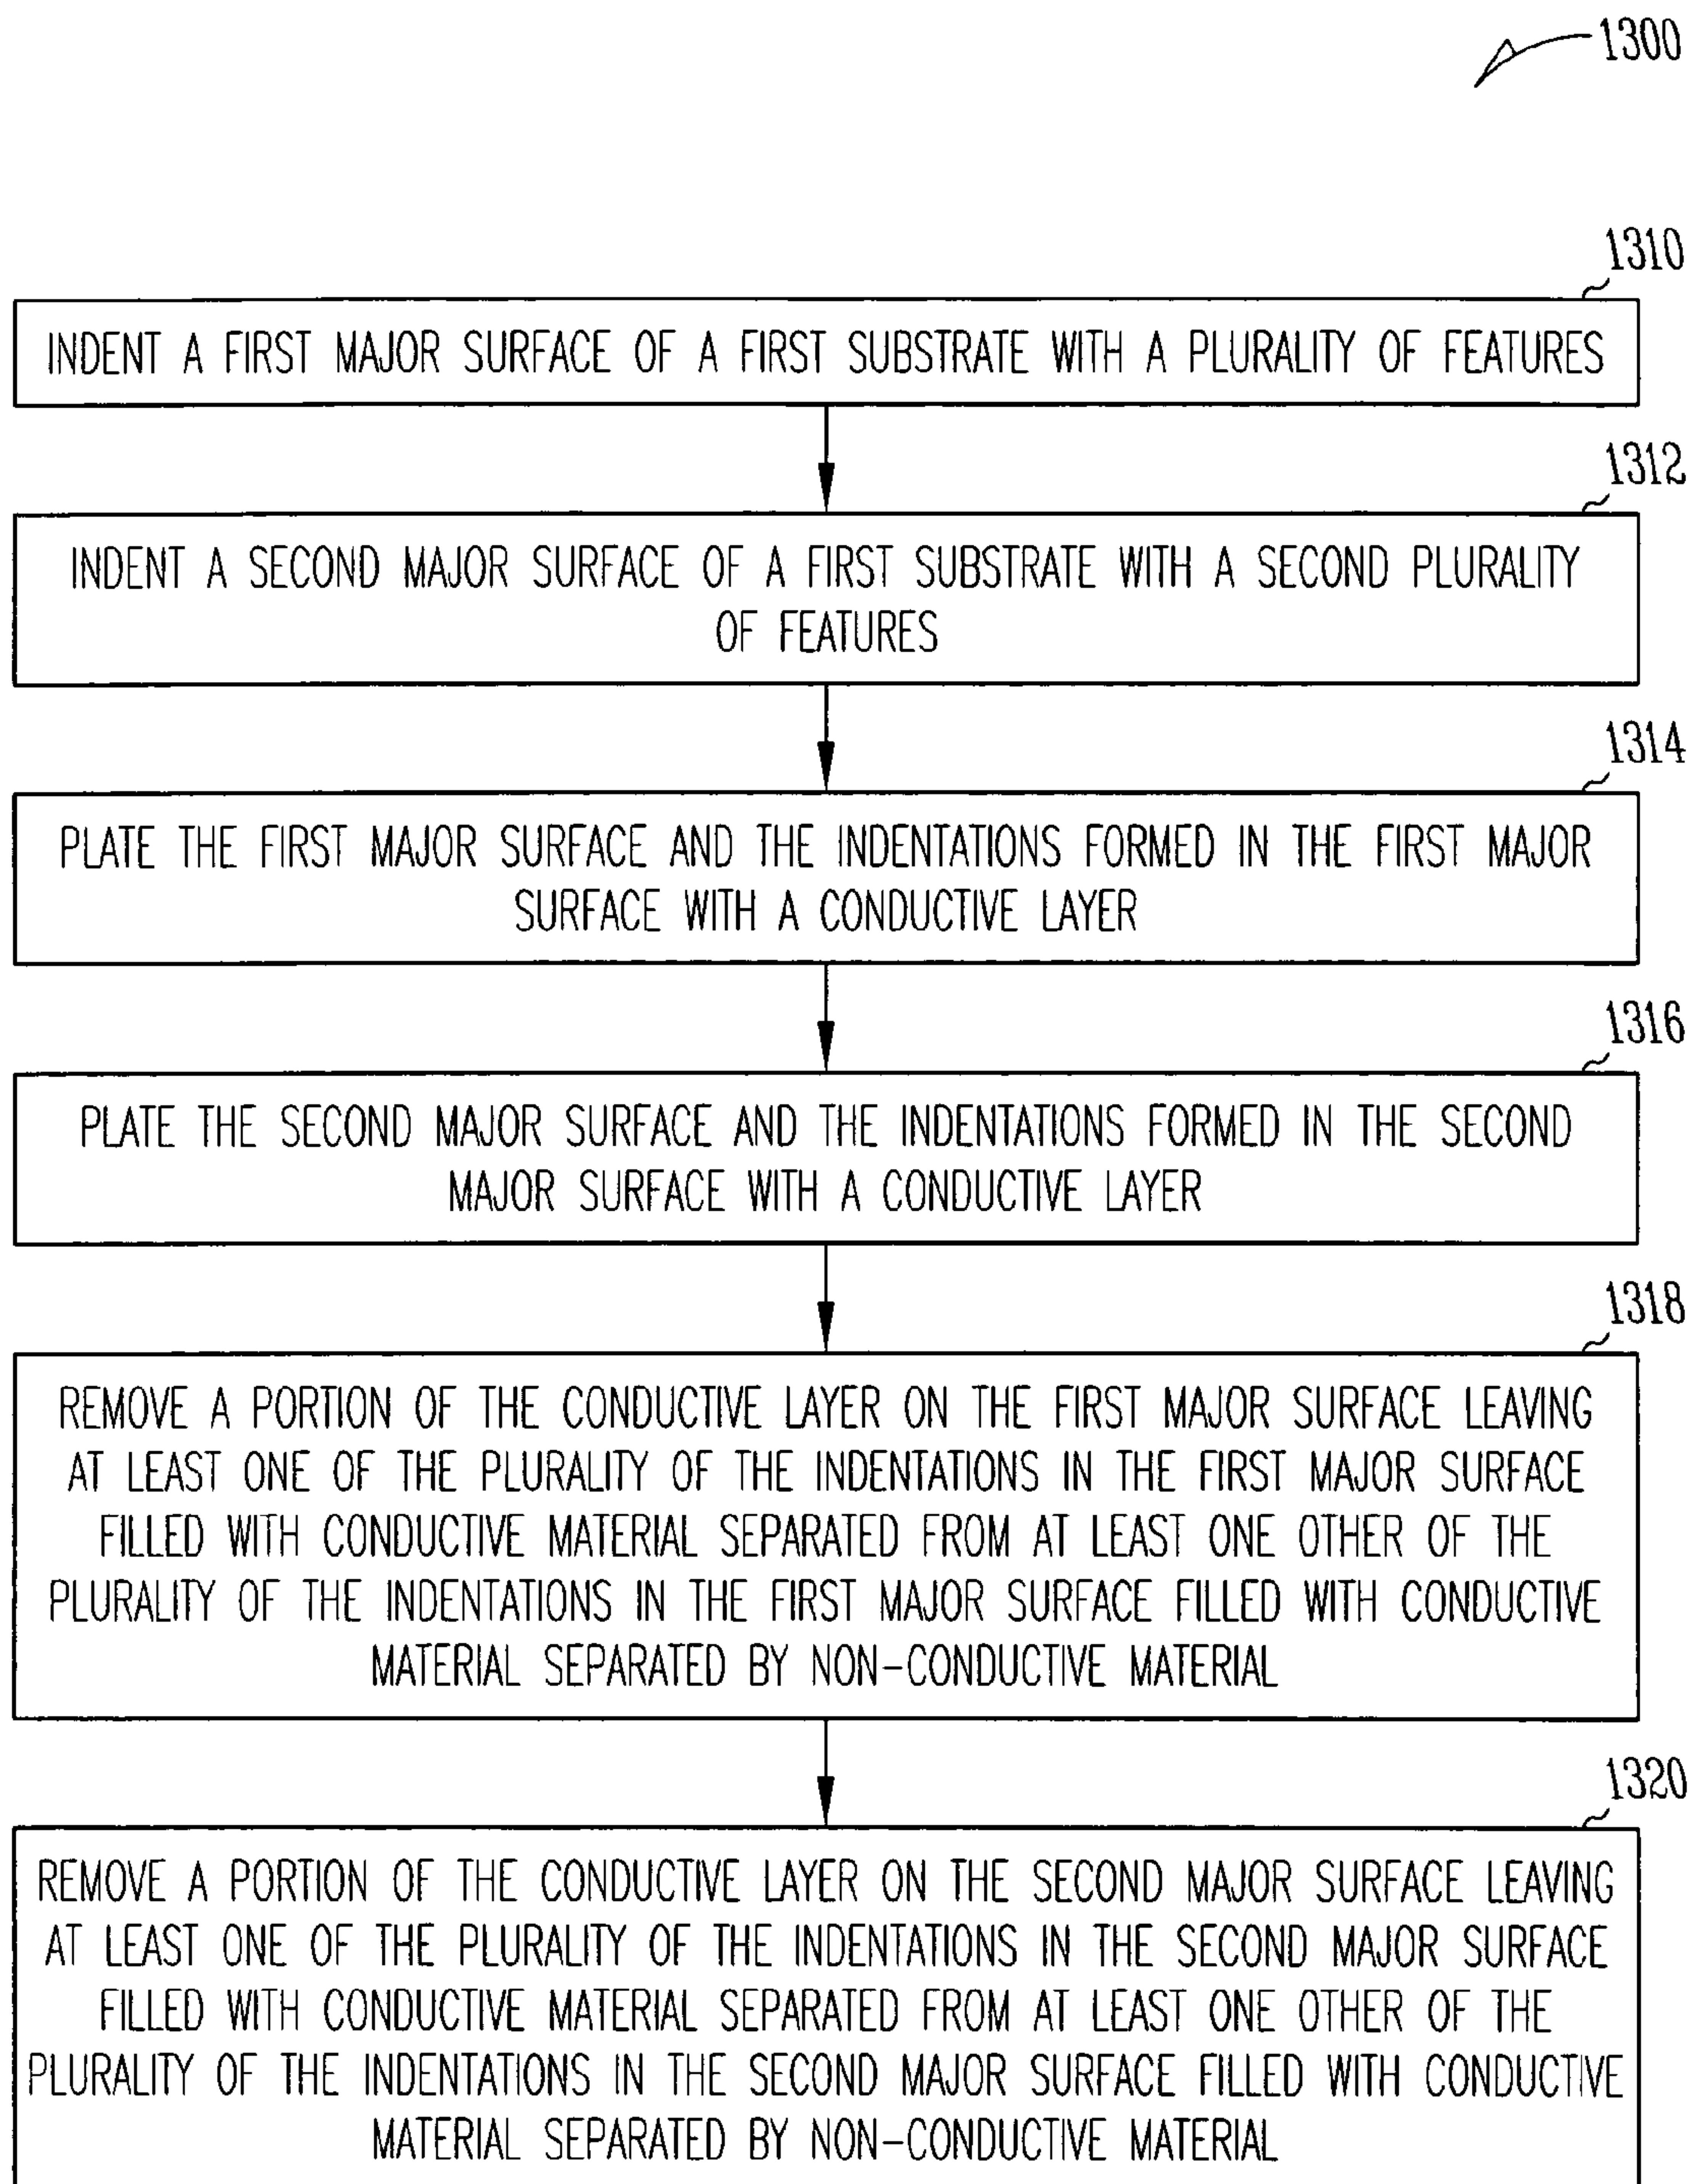 1300
1310
INDENT A FIRST MAJOR SURFACE OF A FIRST SUBSTRATE WITH A PLURALITY OF FEATURES
1312
INDENT A SECOND MAJOR SURFACE OF A FIRST SUBSTRATE WITH A SECOND PLURALITY
OF FEATURES
1314
PLATE THE FIRST MAJOR SURFACE AND THE INDENTATIONS FORMED IN THE FIRST MAJOR
SURFACE WITH A CONDUCTIVE LAYER
1316
PLATE THE SECOND MAJOR SURFACE AND THE INDENTATIONS FORMED IN THE SECOND
MAJOR SURFACE WITH A CONDUCTIVE LAYER
1318
REMOVE A PORTION OF THE CONDUCTIVE LAYER ON THE FIRST MAJOR SURFACE LEAVING
AT LEAST ONE OF THE PLURALITY OF THE INDENTATIONS IN THE FIRST MAJOR SURFACE
FILLED WITH CONDUCTIVE MATERIAL SEPARATED FROM AT LEAST ONE OTHER OF THE
PLURALITY OF THE INDENTATIONS IN THE FIRST MAJOR SURFACE FILLED WITH CONDUCTIVE
MATERIAL SEPARATED BY NON-CONDUCTIVE MATERIAL
1320
REMOVE A PORTION OF THE CONDUCTIVE LAYER ON THE SECOND MAJOR SURFACE LEAVING
AT LEAST ONE OF THE PLURALITY OF THE INDENTATIONS IN THE SECOND MAJOR SURFACE
FILLED WITH CONDUCTIVE MATERIAL SEPARATED FROM AT LEAST ONE OTHER OF THE
PLURALITY OF THE INDENTATIONS IN THE SECOND MAJOR SURFACE FILLED WITH CONDUCTIVE
MATERIAL SEPARATED BY NON-CONDUCTIVE MATERIAL